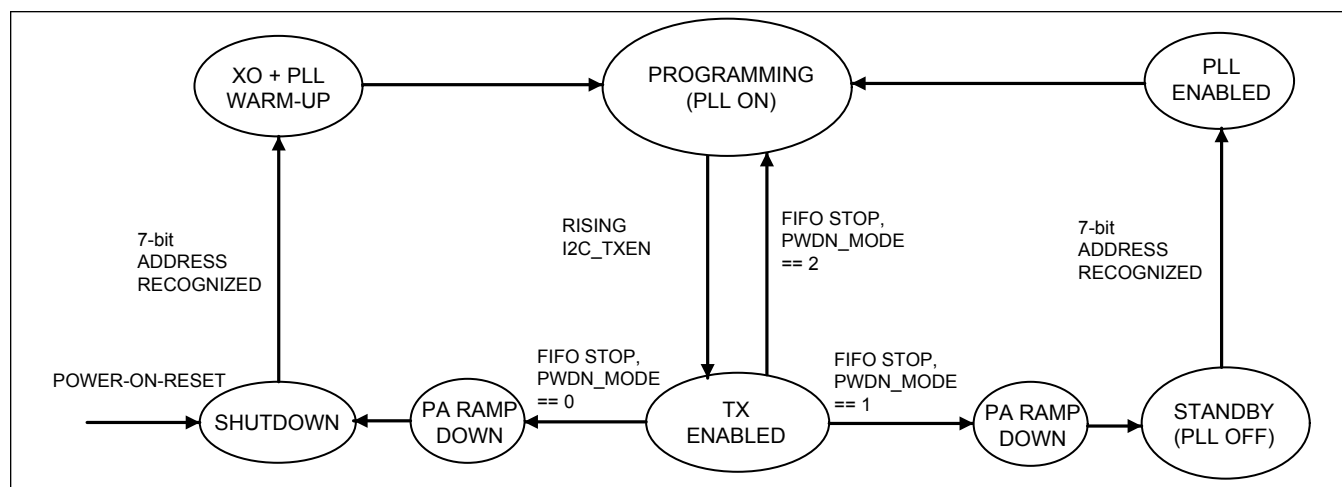 XO + PLL
WARM-UP
PROGRAMMING
(PLL ON)
PLL
ENABLED
7-bit
ADDRESS
RECOGNIZED
RISING
I2C_TXEN
FIFO STOP,
PWDN_MODE
== 2
7-bit
ADDRESS
RECOGNIZED
POWER-ON-RESET
SHUTDOWN
PA RAMP
DOWN
FIFO STOP,
PWDN_MODE
== 0
TX
ENABLED
FIFO STOP,
PWDN_MODE
== 1
PA RAMP
DOWN
STANDBY
(PLL OFF)